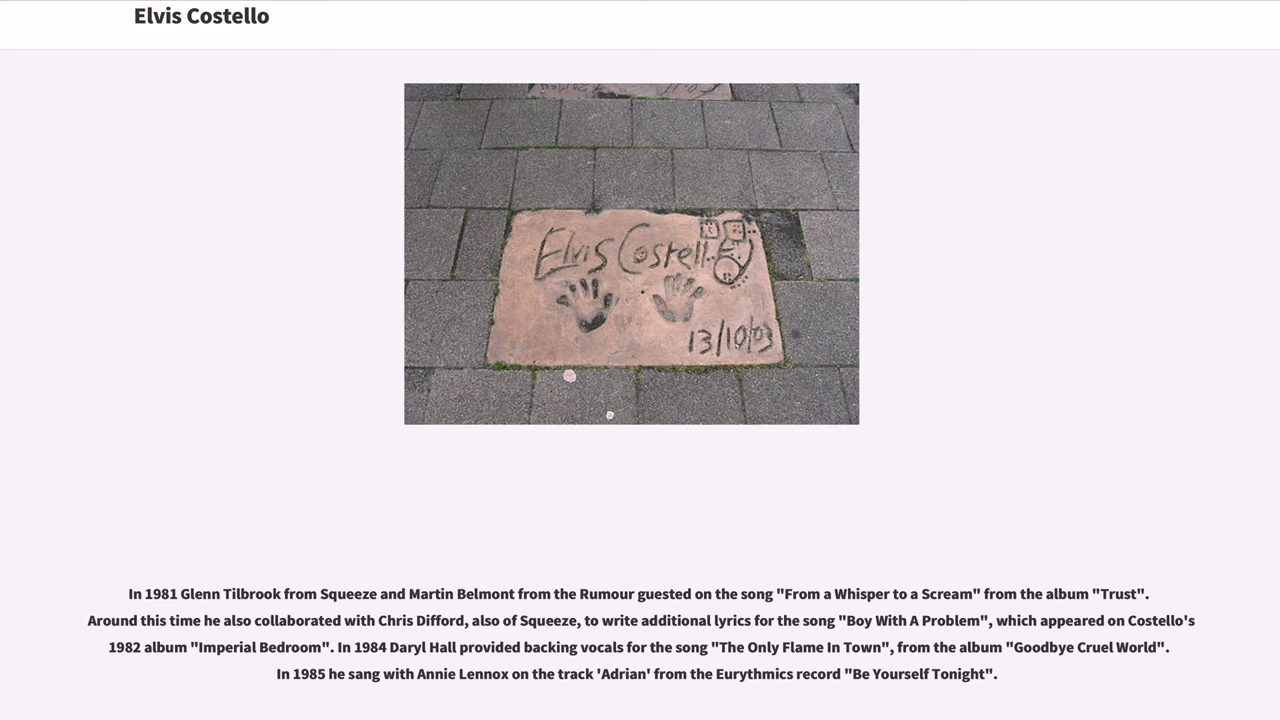 Elvis Costello
Elvis Costell
13/10/03
In 1981 Glenn Tilbrook from Squeeze and Martin Belmont from the Rumour guested on the song "From a Whisper to a Scream" from the album "Trust".
Around this time he also collaborated with Chris Difford, also of Squeeze, to write additional lyrics for the song "Boy With A Problem", which appeared on Costello's
1982 album "Imperial Bedroom". In 1984 Daryl Hall provided backing vocals for the song "The Only Flame In Town", from the album "Goodbye Cruel World".
In 1985 he sang with Annie Lennox on the track 'Adrian' from the Eurythmics record "Be Yourself Tonight".